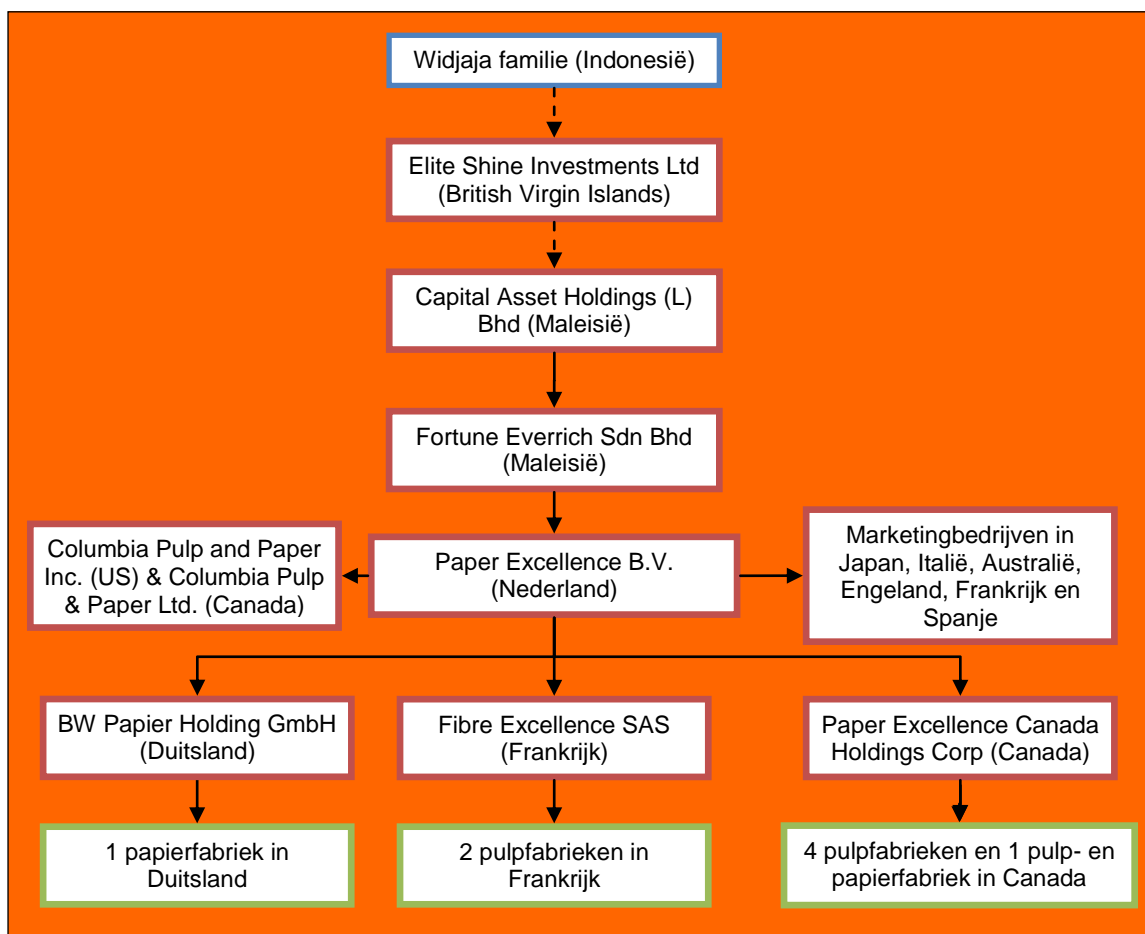 Widjaja familie (Indonesië)
Elite Shine Investments Ltd
(British Virgin Islands)
Capital Asset Holdings (L)
Bhd (Maleisië)
Fortune Everrich Sdn Bhd
(Maleisië)
Columbia Pulp and Paper
Inc. (US) & Columbia Pulp
& Paper Ltd. (Canada)
Paper Excellence B.V.
(Nederland)
Marketingbedrijven in
Japan, Italië, Australië,
Engeland, Frankrijk en
Spanje
BW Papier Holding GmbH
(Duitsland)
Fibre Excellence SAS
(Frankrijk)
Paper Excellence Canada
Holdings Corp (Canada)
1 papierfabriek in
Duitsland
2 pulpfabrieken in
Frankrijk
4 pulpfabrieken en 1 pulp- en
papierfabriek in Canada